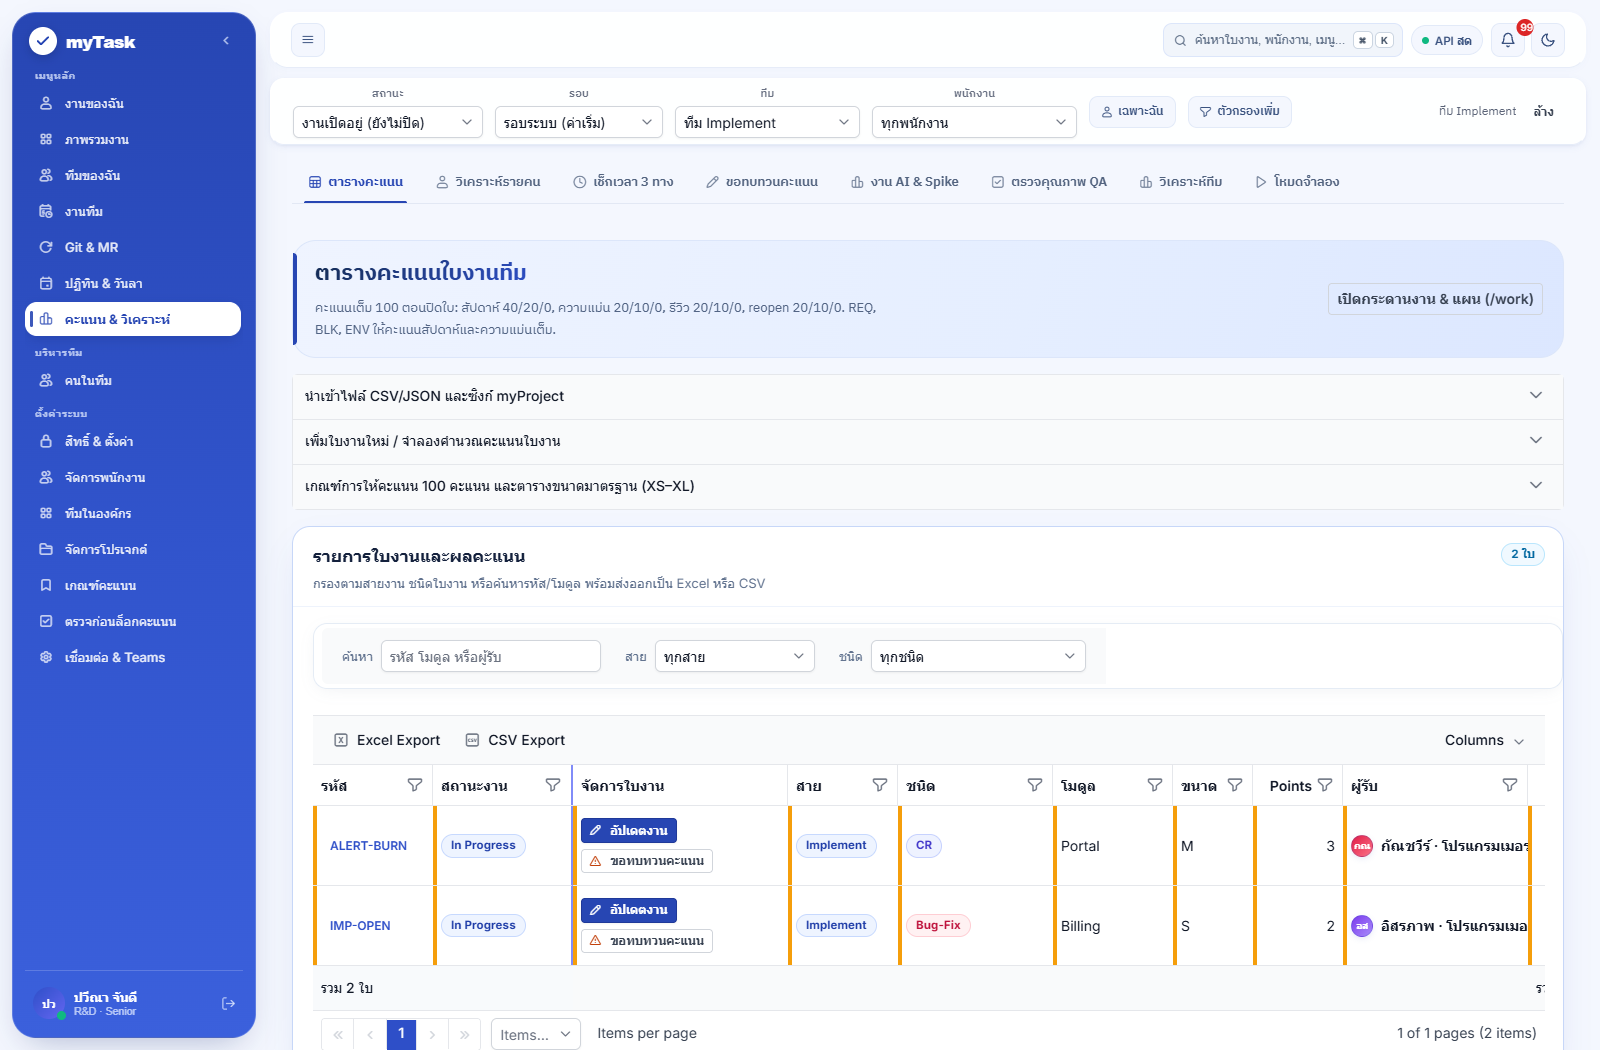 myTask
เมนูหลัก
งานของฉัน
ภาพรวมงาน
ทีมของฉัน
งานทีม
Git & MR
ปฏิทิน & วันลา
คะแนน & วิเคราะห์
บริหารทีม
คนในทีม
ตั้งค่าระบบ
สิทธิ์ & ตั้งค่า
จัดการพนักงาน
ทีมในองค์กร
จัดการโปรเจกต์
เกณฑ์คะแนน
ตรวจก่อนล็อกคะแนน
เชื่อมต่อ & Teams
ปว
ปวีณา จันดี
R&D · Senior
ค้นหาใบงาน, พนักงาน, เมนู... ⌘ K
API สด
99
สถานะ รอบ ทีม พนักงาน
งานเปิดอยู่ (ยังไม่ปิด) รอบระบบ (ค่าเริ่ม) ทีม Implement ทุกพนักงาน เฉพาะฉัน ตัวกรองเพิ่ม ทีม Implement ล้าง
ตารางคะแนน วิเคราะห์รายคน เช็กเวลา 3 ทาง ขอทบทวนคะแนน งาน AI & Spike ตรวจคุณภาพ QA วิเคราะห์ทีม โหมดจำลอง
ตารางคะแนนใบงานทีม
คะแนนเต็ม 100 ตอนปิดใบ: สัปดาห์ 40/20/0, ความแม่น 20/10/0, รีวิว 20/10/0, reopen 20/10/0. REQ,
BLK, ENV ให้คะแนนสัปดาห์และความแม่นเต็ม.
เปิดกระดานงาน & แผน (/work)
นำเข้าไฟล์ CSV/JSON และซิงก์ myProject
เพิ่มใบงานใหม่ / จำลองคำนวณคะแนนใบงาน
เกณฑ์การให้คะแนน 100 คะแนน และตารางขนาดมาตรฐาน (XS–XL)
รายการใบงานและผลคะแนน
2 ใบ
กรองตามสายงาน ชนิดใบงาน หรือค้นหารหัส/โมดูล พร้อมส่งออกเป็น Excel หรือ CSV
ค้นหา รหัส โมดูล หรือผู้รับ สาย ทุกสาย ชนิด ทุกชนิด
Excel Export CSV Export Columns
รหัส สถานะงาน จัดการใบงาน สาย ชนิด โมดูล ขนาด Points ผู้รับ
อัปเดตงาน
ALERT-BURN In Progress Implement CR Portal M 3 กณ กัณชวีร์ · โปรแกรมเมอร
ขอทบทวนคะแนน
อัปเดตงาน
IMP-OPEN In Progress Implement Bug-Fix Billing S 2 อส อิสรภาพ · โปรแกรมเมอ
ขอทบทวนคะแนน
รวม 2 ใบ
« ‹ 1 › » Items... Items per page 1 of 1 pages (2 items)